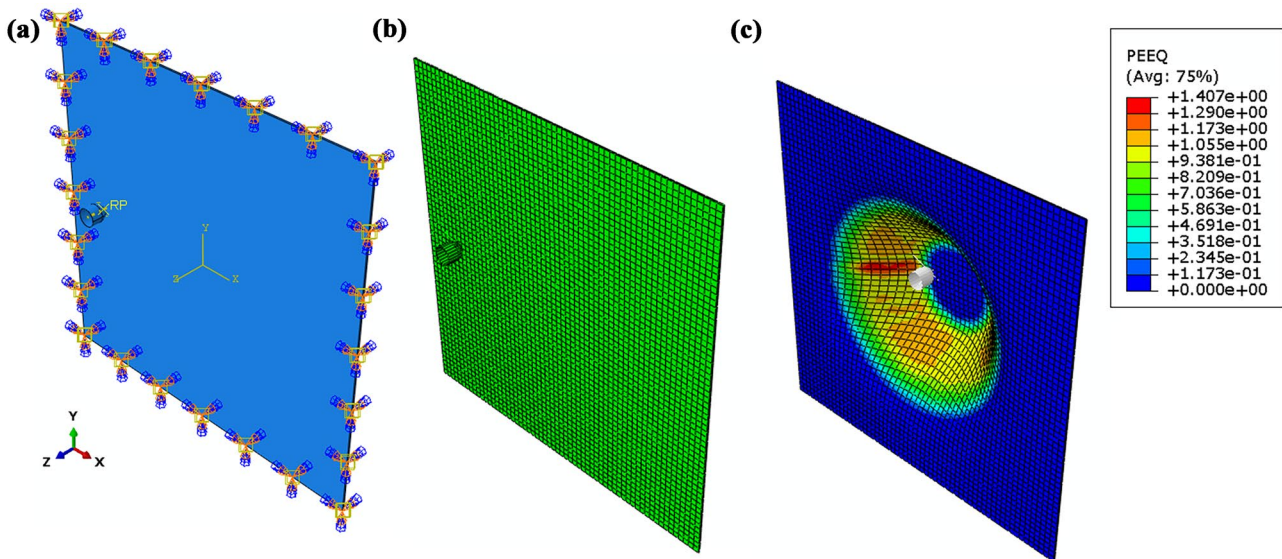 (a)
RP
Y
Z
X
Y
Z
X
(b)
(c)
PEEQ
(Avg: 75%)
+1.407e+00
+1.290e+00
+1.173e+00
+1.055e+00
+9.381e-01
+8.209e-01
+7.036e-01
+5.863e-01
+4.691e-01
+3.518e-01
+2.345e-01
+1.173e-01
+0.000e+00